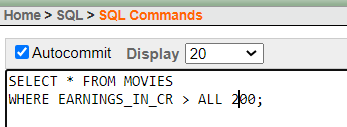 Home > SQL > SQL Commands
Autocommit Display 20
SELECT * FROM MOVIES
WHERE EARNINGS_IN_CR > ALL 200;